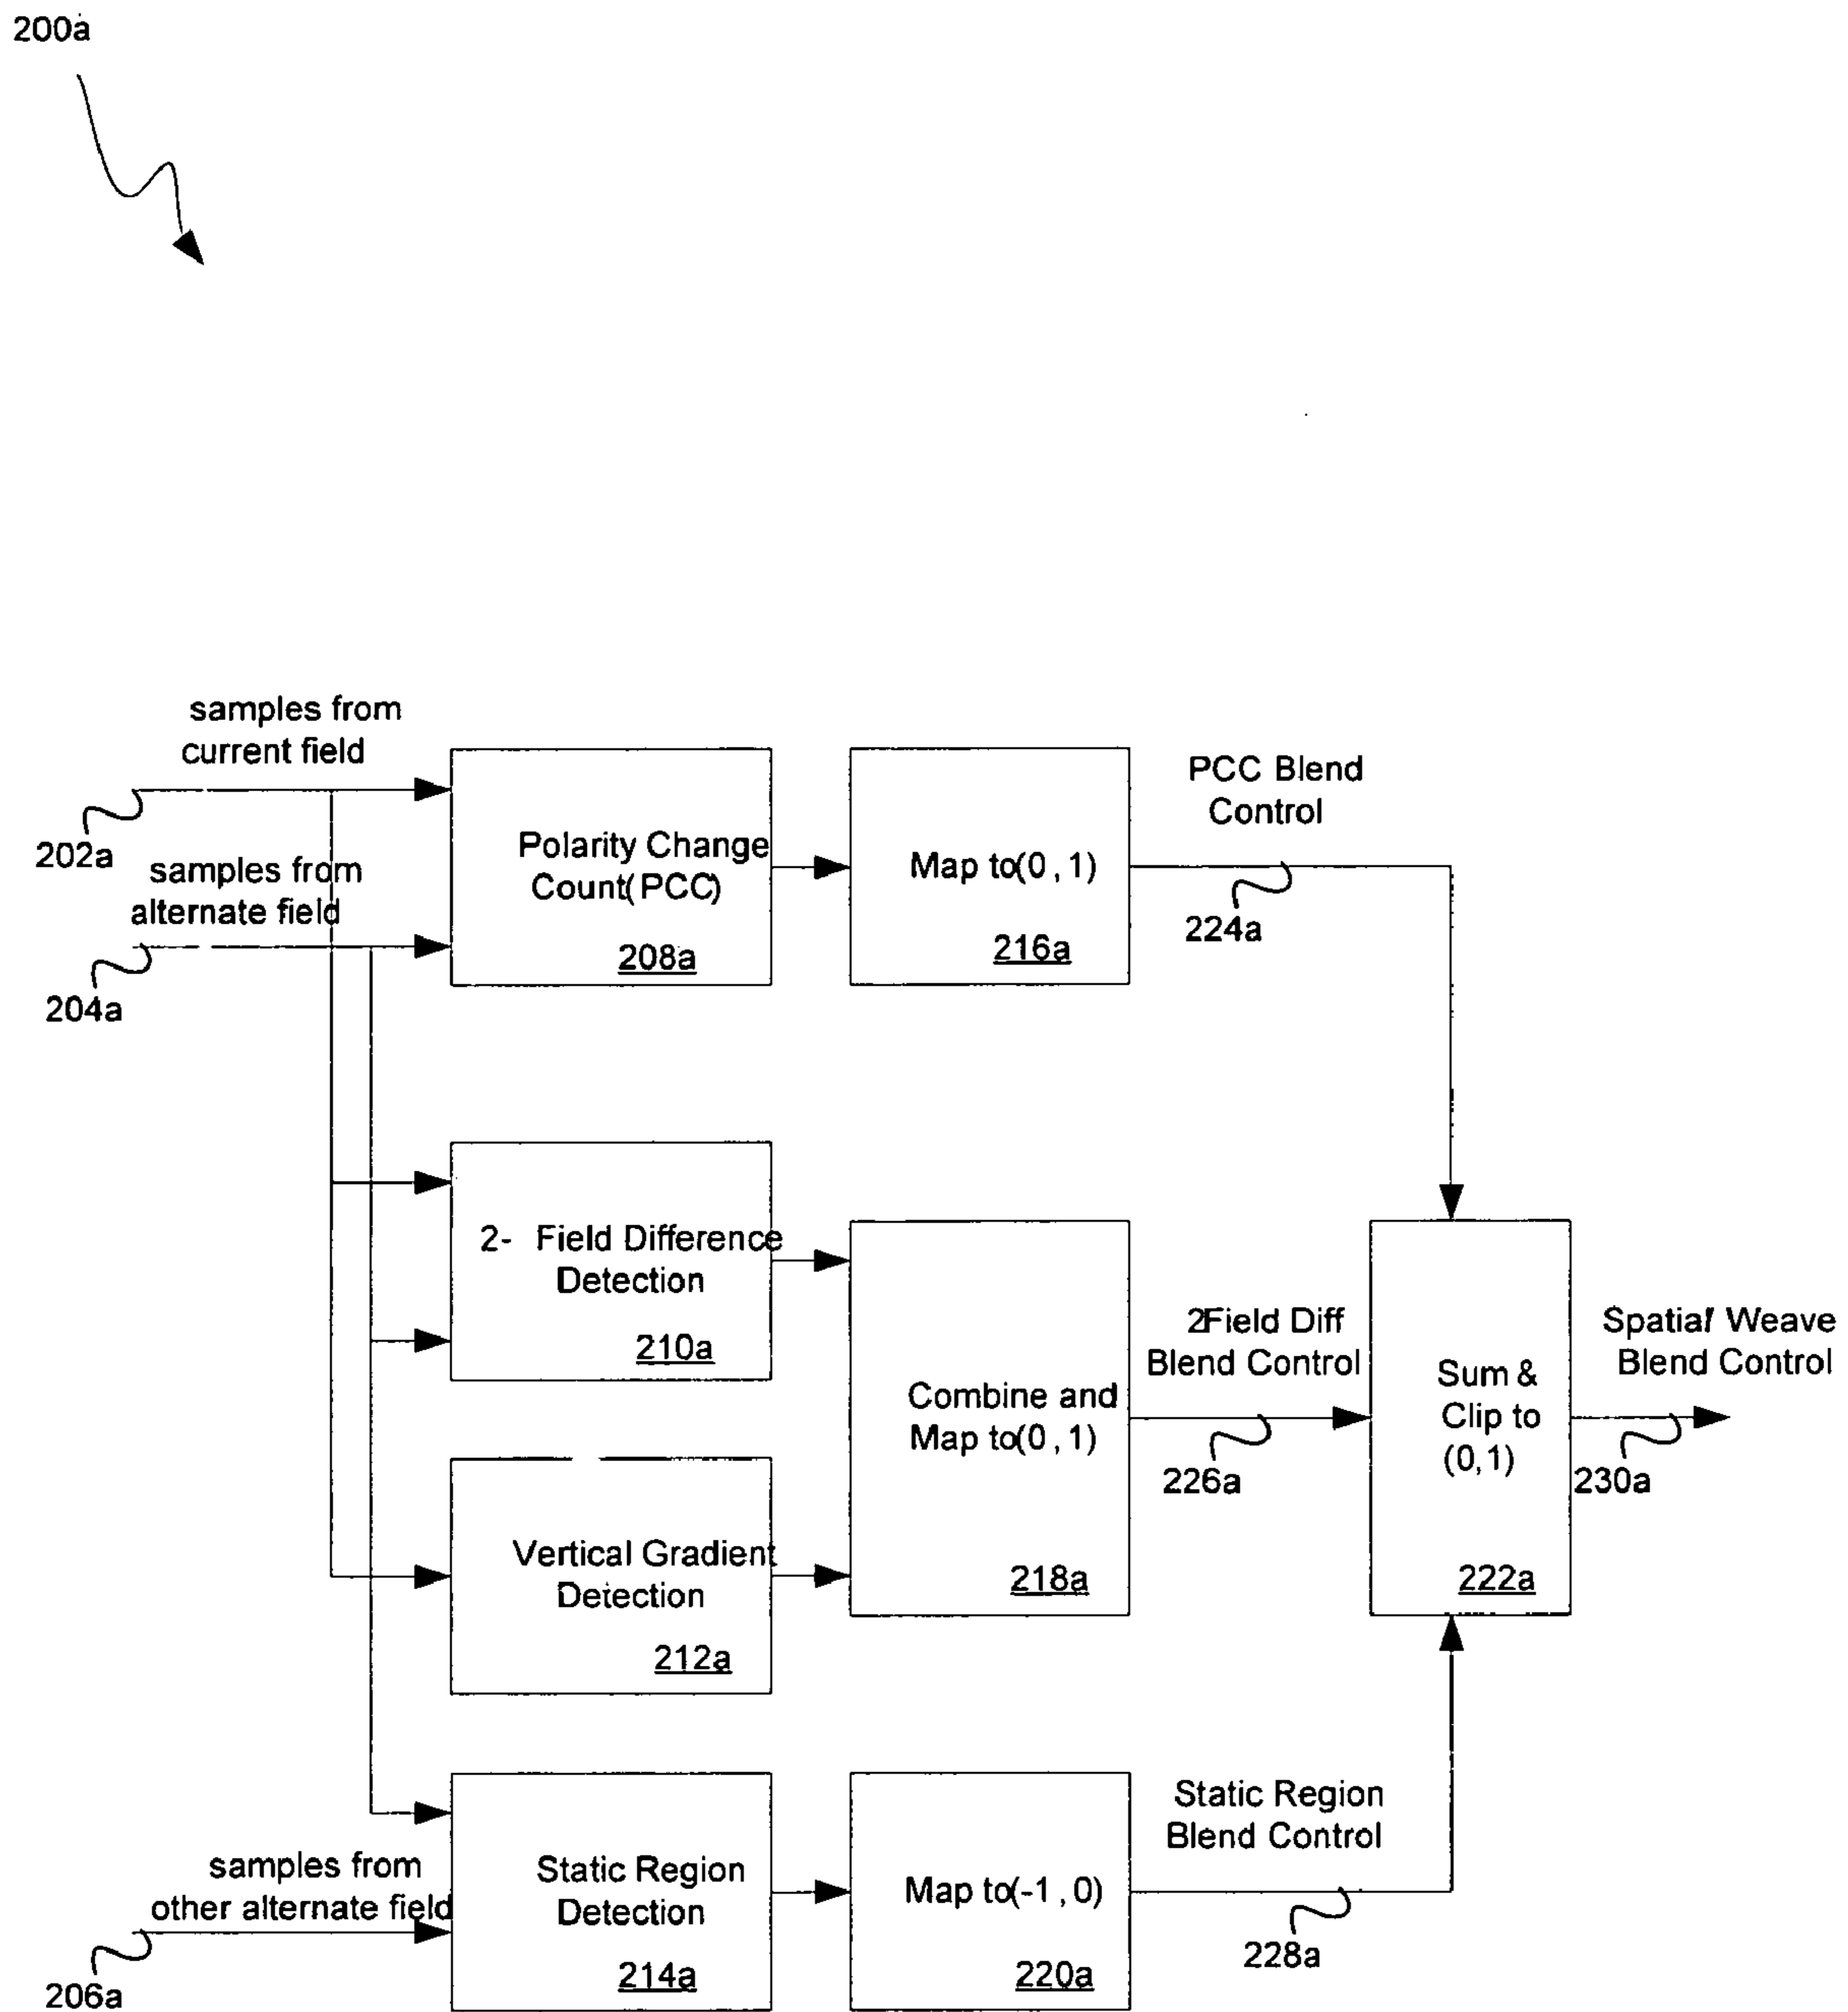 200a
samples from
current field
202a
samples from
alternate field
204a
Polarity Change
Count(PCC)
208a
Map to(0, 1)
216a
PCC Blend
Control
224a
2- Field Difference
Detection
210a
Vertical Gradient
Detection
212a
Combine and
Map to(0, 1)
218a
2Field Diff
Blend Control
226a
Sum &
Clip to
(0,1)
222a
Spatial/ Weave
Blend Control
230a
samples from
other alternate field
206a
Static Region
Detection
214a
Map to(-1, 0)
220a
Static Region
Blend Control
228a